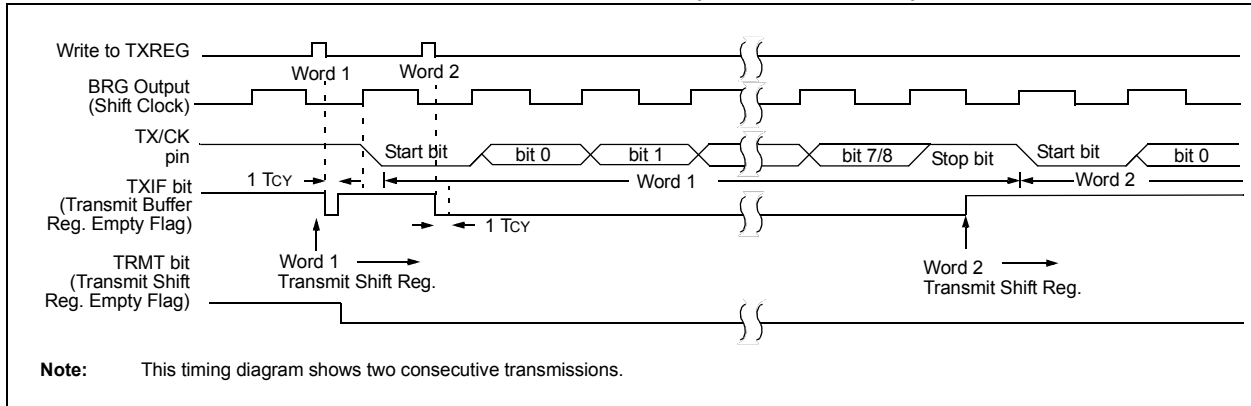 Write to TXREG
Word 1
Word 2
BRG Output
(Shift Clock)
TX/CK
pin
Start bit
bit 0
bit 1
bit 7/8
Stop bit
Start bit
bit 0
1 TCY
Word 1
Word 2
TXIF bit
(Transmit Buffer
Reg. Empty Flag)
1 TCY
Word 1
Transmit Shift Reg.
Word 2
Transmit Shift Reg.
TRMT bit
(Transmit Shift
Reg. Empty Flag)
Note: This timing diagram shows two consecutive transmissions.